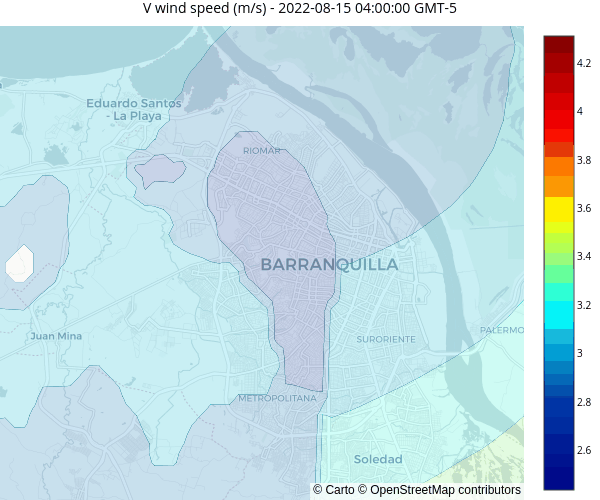 V wind speed (m/s) - 2022-08-15 04:00:00 GMT-5
4.2
Eduardo Santos
- La Playa
4
RIOMAR
3.8
3.6
BARRANQUILLA
3.4
3.2
PALERMO
Juan Mina
SURORIENTE
3
METROPOLITANA
2.8
Soledad
2.6
© Carto © OpenStreetMap contributors